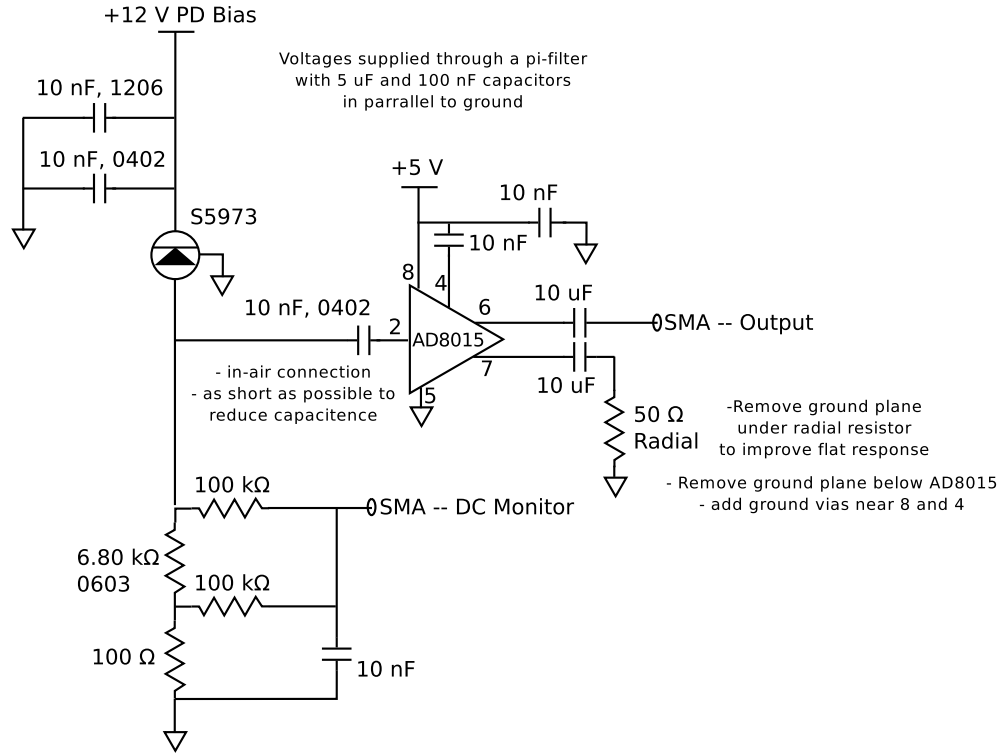 +12 V PD Bias
Voltages supplied through a pi-filter
with 5 uF and 100 nF capacitors
in parrallel to ground
10 nF, 1206
10 nF, 0402
S5973
+5 V
10 nF
10 nF
8
4
10 nF, 0402
2
AD8015
6
10 uF
SMA -- Output
7
10 uF
5
- in-air connection
- as short as possible to
reduce capacitence
50 Ω
Radial
-Remove ground plane
under radial resistor
to improve flat response
- Remove ground plane below AD8015
- add ground vias near 8 and 4
100 kΩ
SMA -- DC Monitor
6.80 kΩ
0603
100 kΩ
100 Ω
10 nF